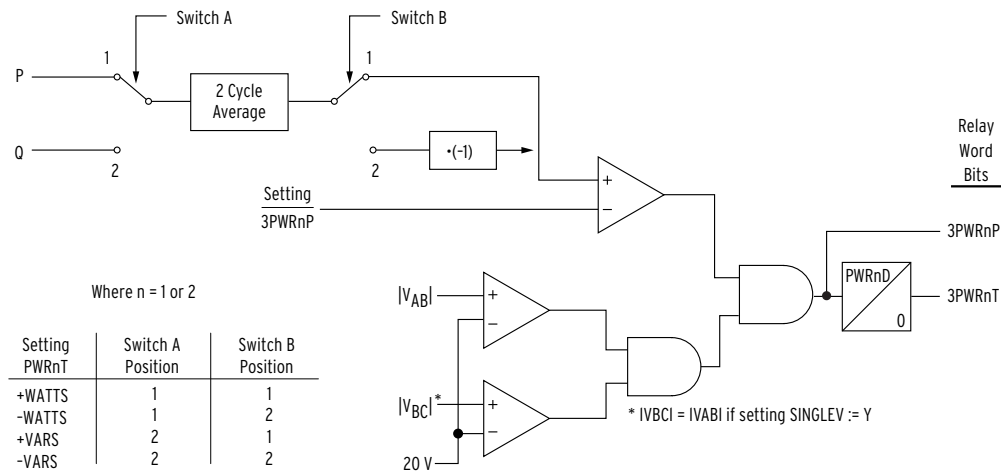 Switch A
Switch B
1
1
P
2 Cycle
Average
Q
2
2
•(-1)
Relay
Word
Bits
+
−
Setting
3PWRnP
3PWRnP
PWRnD
0
3PWRnT
Where n = 1 or 2
|VAB|
+
−
Setting
PWRnT
Switch A
Position
Switch B
Position
+WATTS 1 1
-WATTS 1 2
+VARS 2 1
-VARS 2 2
|VBC|*
+
−
20 V
* IVBCI = IVABI if setting SINGLEV := Y